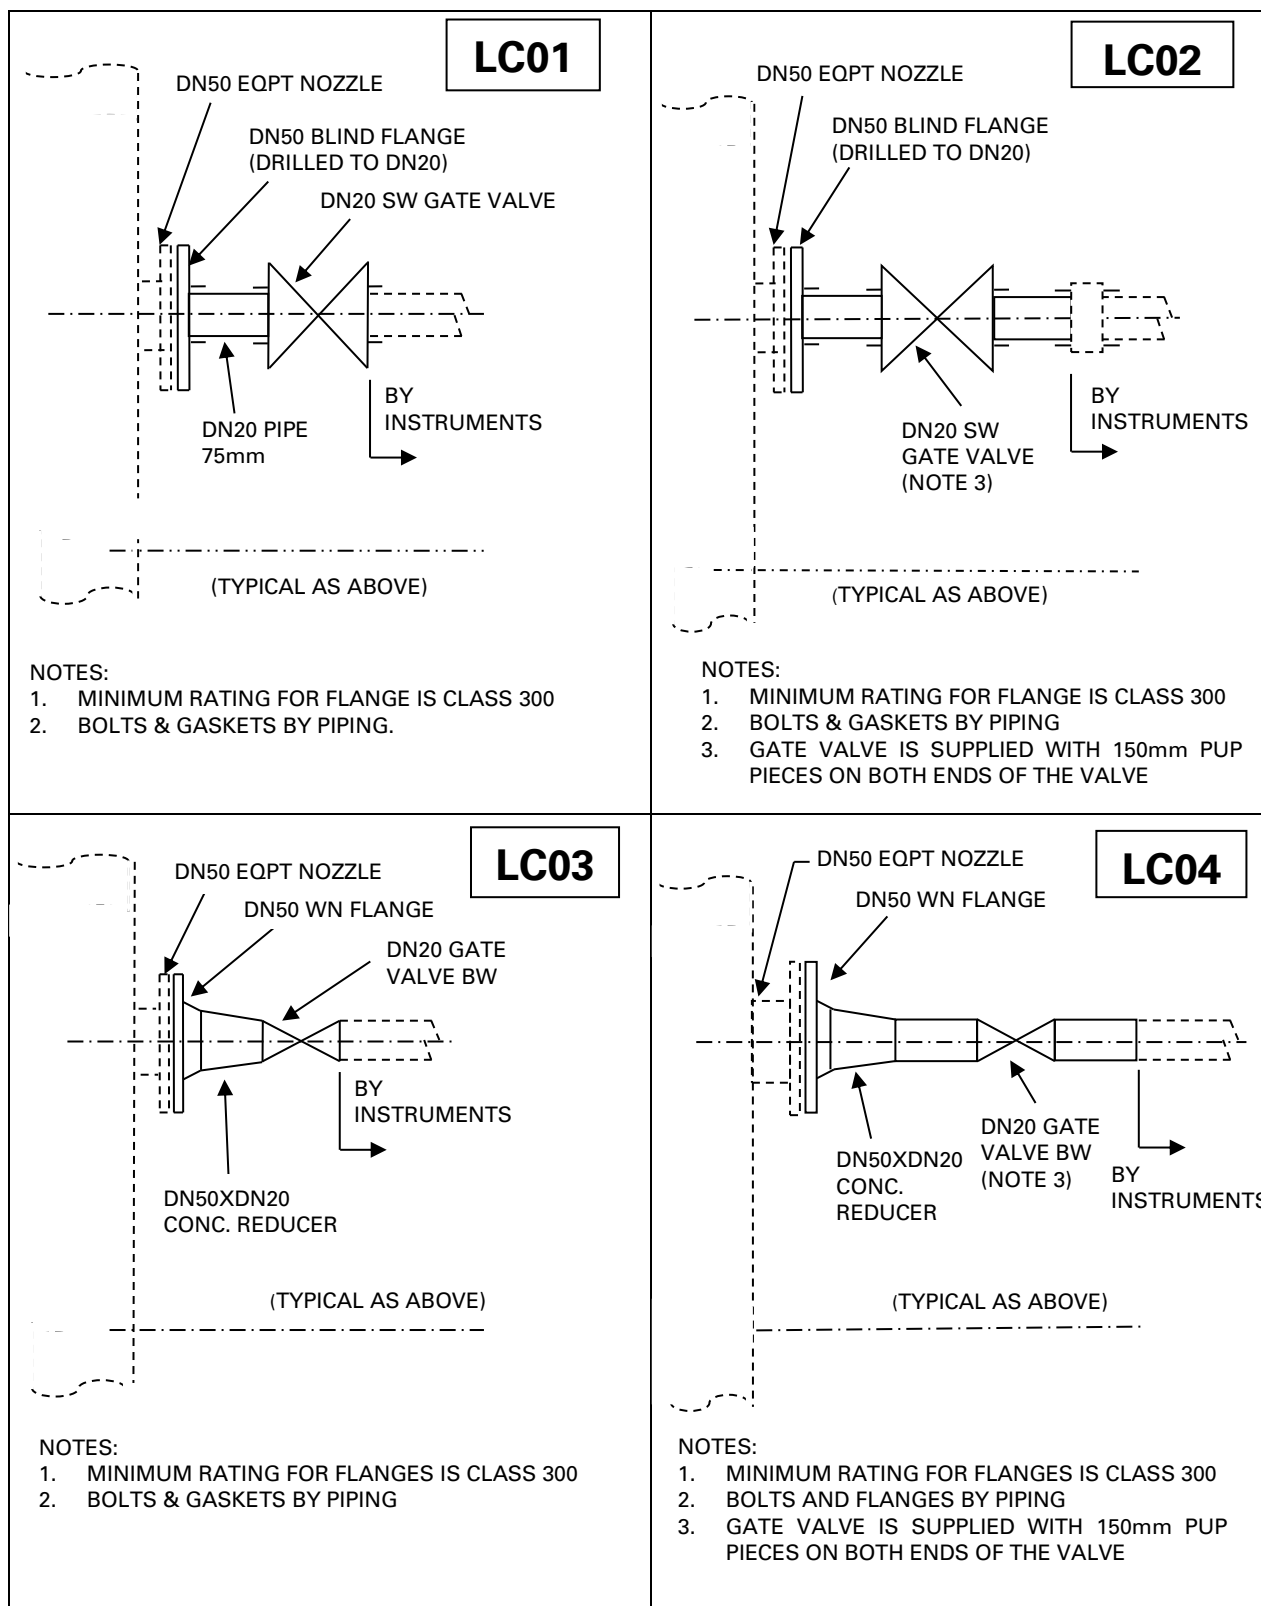 LC01
DN50 EQPT NOZZLE
DN50 BLIND FLANGE
(DRILLED TO DN20)
DN20 SW GATE VALVE
BY
INSTRUMENTS
DN20 PIPE
75mm
(TYPICAL AS ABOVE)
NOTES:
1. MINIMUM RATING FOR FLANGE IS CLASS 300
2. BOLTS & GASKETS BY PIPING.
LC02
DN50 EQPT NOZZLE
DN50 BLIND FLANGE
(DRILLED TO DN20)
BY
INSTRUMENTS
DN20 SW
GATE VALVE
(NOTE 3)
(TYPICAL AS ABOVE)
NOTES:
1. MINIMUM RATING FOR FLANGE IS CLASS 300
2. BOLTS & GASKETS BY PIPING
3. GATE VALVE IS SUPPLIED WITH 150mm PUP
PIECES ON BOTH ENDS OF THE VALVE
LC03
DN50 EQPT NOZZLE
DN50 WN FLANGE
DN20 GATE
VALVE BW
BY
INSTRUMENTS
DN50XDN20
CONC. REDUCER
(TYPICAL AS ABOVE)
NOTES:
1. MINIMUM RATING FOR FLANGES IS CLASS 300
2. BOLTS & GASKETS BY PIPING
LC04
DN50 EQPT NOZZLE
DN50 WN FLANGE
DN20 GATE
VALVE BW
(NOTE 3)
DN50XDN20
CONC.
REDUCER
BY
INSTRUMENTS
(TYPICAL AS ABOVE)
NOTES:
1. MINIMUM RATING FOR FLANGES IS CLASS 300
2. BOLTS AND FLANGES BY PIPING
3. GATE VALVE IS SUPPLIED WITH 150mm PUP
PIECES ON BOTH ENDS OF THE VALVE